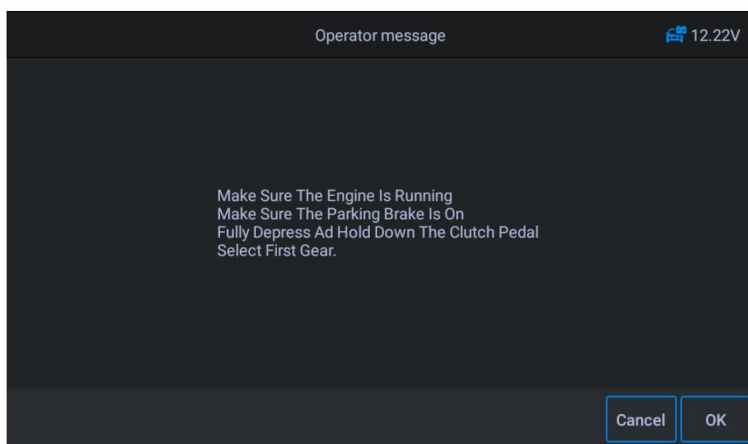 Operator message
12.22V
Make Sure The Engine Is Running
Make Sure The Parking Brake Is On
Fully Depress Ad Hold Down The Clutch Pedal
Select First Gear.
Cancel
OK